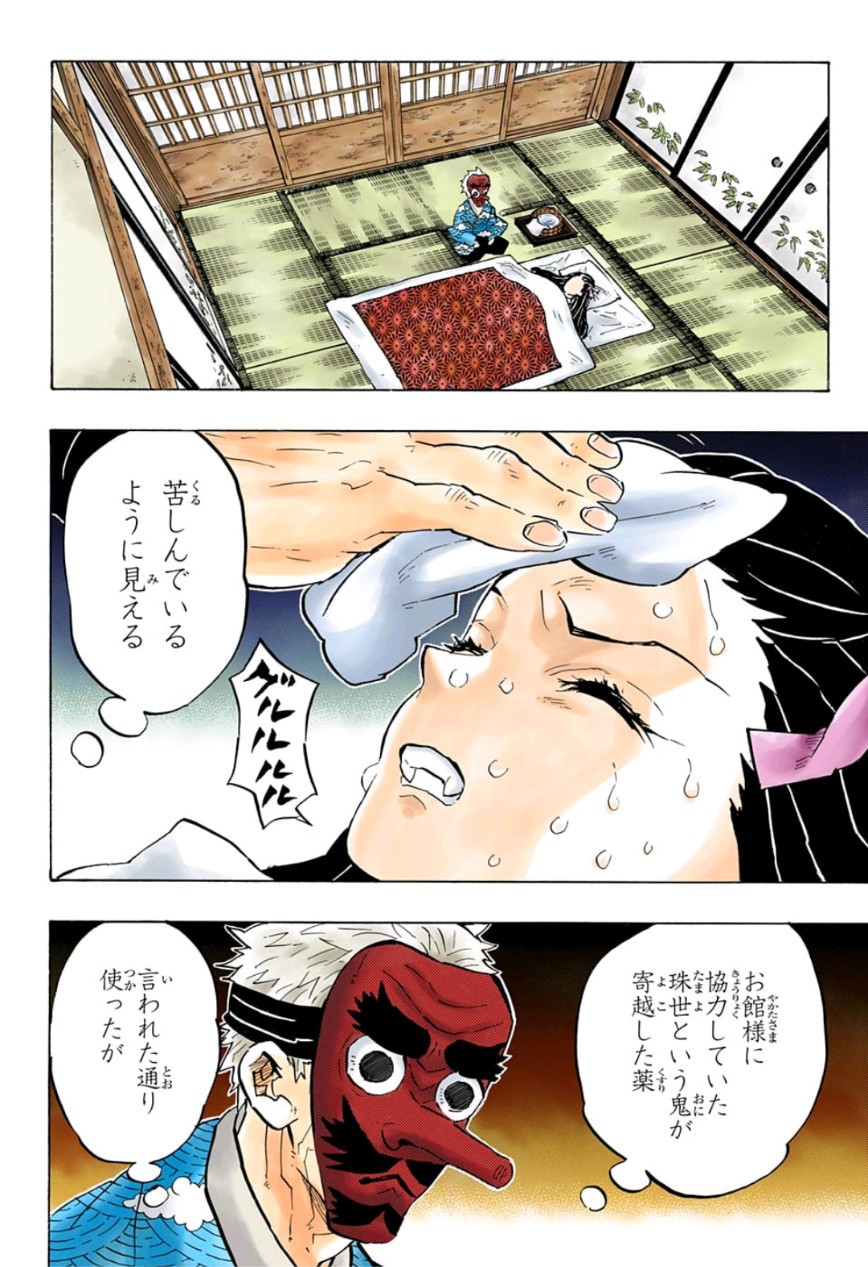 苦しんでいる
ように見える
グルルルル
お館様に
協力していた
珠世という鬼が
寄越した薬
言われた通り
使ったが